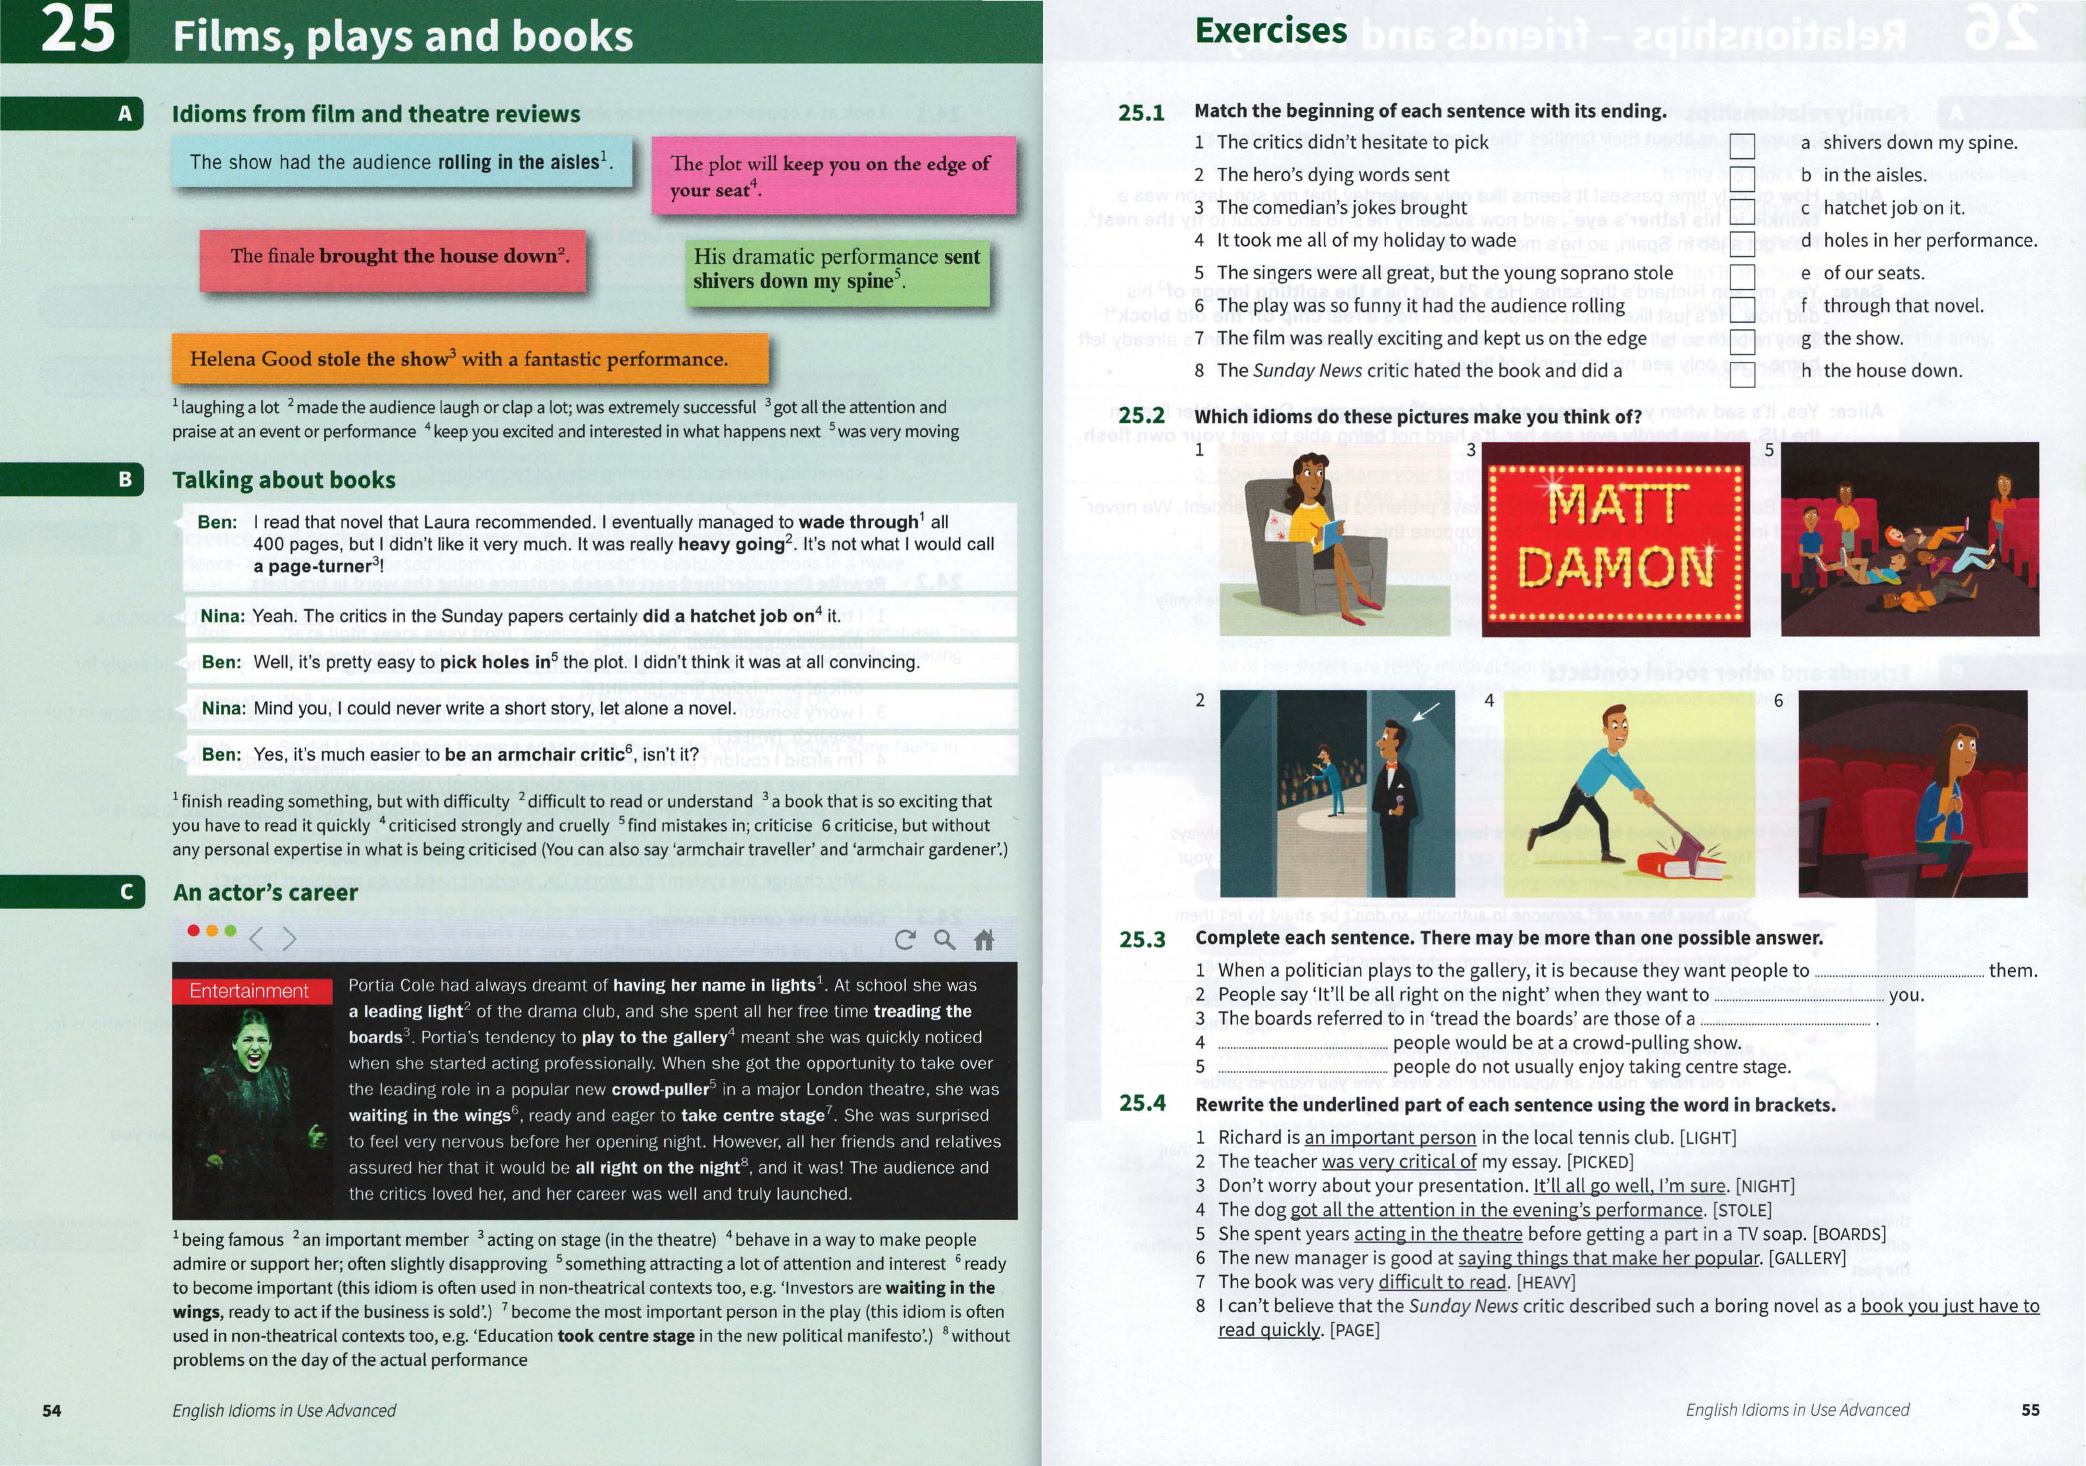 25
Films, plays and books
A
Idioms from film and theatre reviews
The show had the audience rolling in the aisles¹.
The plot will keep you on the edge of
your seat⁴.
The finale brought the house down².
His dramatic performance sent
shivers down my spine⁵.
Helena Good stole the show³ with a fantastic performance.
¹ laughing a lot ² made the audience laugh or clap a lot; was extremely successful ³ got all the attention and
praise at an event or performance ⁴ keep you excited and interested in what happens next ⁵ was very moving
B
Talking about books
Ben: I read that novel that Laura recommended. I eventually managed to wade through¹ all
400 pages, but I didn't like it very much. It was really heavy going². It's not what I would call
a page-turner³!
Nina: Yeah. The critics in the Sunday papers certainly did a hatchet job on⁴ it.
Ben: Well, it's pretty easy to pick holes in⁵ the plot. I didn't think it was at all convincing.
Nina: Mind you, I could never write a short story, let alone a novel.
Ben: Yes, it's much easier to be an armchair critic⁶, isn't it?
¹ finish reading something, but with difficulty ² difficult to read or understand ³ a book that is so exciting that
you have to read it quickly ⁴ criticised strongly and cruelly ⁵ find mistakes in; criticise 6 criticise, but without
any personal expertise in what is being criticised (You can also say 'armchair traveller' and 'armchair gardener'.)
C
An actor's career
Entertainment
Portia Cole had always dreamt of having her name in lights¹. At school she was
a leading light² of the drama club, and she spent all her free time treading the
boards³. Portia's tendency to play to the gallery⁴ meant she was quickly noticed
when she started acting professionally. When she got the opportunity to take over
the leading role in a popular new crowd-puller⁵ in a major London theatre, she was
waiting in the wings⁶, ready and eager to take centre stage⁷. She was surprised
to feel very nervous before her opening night. However, all her friends and relatives
assured her that it would be all right on the night⁸, and it was! The audience and
the critics loved her, and her career was well and truly launched.
¹ being famous ² an important member ³ acting on stage (in the theatre) ⁴ behave in a way to make people
admire or support her; often slightly disapproving ⁵ something attracting a lot of attention and interest ⁶ ready
to become important (this idiom is often used in non-theatrical contexts too, e.g. 'Investors are waiting in the
wings, ready to act if the business is sold'.) ⁷ become the most important person in the play (this idiom is often
used in non-theatrical contexts too, e.g. 'Education took centre stage in the new political manifesto'.) ⁸ without
problems on the day of the actual performance
54
English Idioms in Use Advanced
Exercises
25.1 Match the beginning of each sentence with its ending.
1 The critics didn't hesitate to pick a shivers down my spine.
2 The hero's dying words sent b in the aisles.
3 The comedian's jokes brought c hatchet job on it.
4 It took me all of my holiday to wade d holes in her performance.
5 The singers were all great, but the young soprano stole e of our seats.
6 The play was so funny it had the audience rolling f through that novel.
7 The film was really exciting and kept us on the edge g the show.
8 The Sunday News critic hated the book and did a h the house down.
25.2 Which idioms do these pictures make you think of?
1 3 5
MATT
DAMON
2 4 6
25.3 Complete each sentence. There may be more than one possible answer.
1 When a politician plays to the gallery, it is because they want people to .................... them.
2 People say 'It'll be all right on the night' when they want to .................... you.
3 The boards referred to in 'tread the boards' are those of a .................... .
4 .................... people would be at a crowd-pulling show.
5 .................... people do not usually enjoy taking centre stage.
25.4 Rewrite the underlined part of each sentence using the word in brackets.
1 Richard is an important person in the local tennis club. [LIGHT]
2 The teacher was very critical of my essay. [PICKED]
3 Don't worry about your presentation. It'll all go well, I'm sure. [NIGHT]
4 The dog got all the attention in the evening's performance. [STOLE]
5 She spent years acting in the theatre before getting a part in a TV soap. [BOARDS]
6 The new manager is good at saying things that make her popular. [GALLERY]
7 The book was very difficult to read. [HEAVY]
8 I can't believe that the Sunday News critic described such a boring novel as a book you just have to
read quickly. [PAGE]
English Idioms in Use Advanced
55